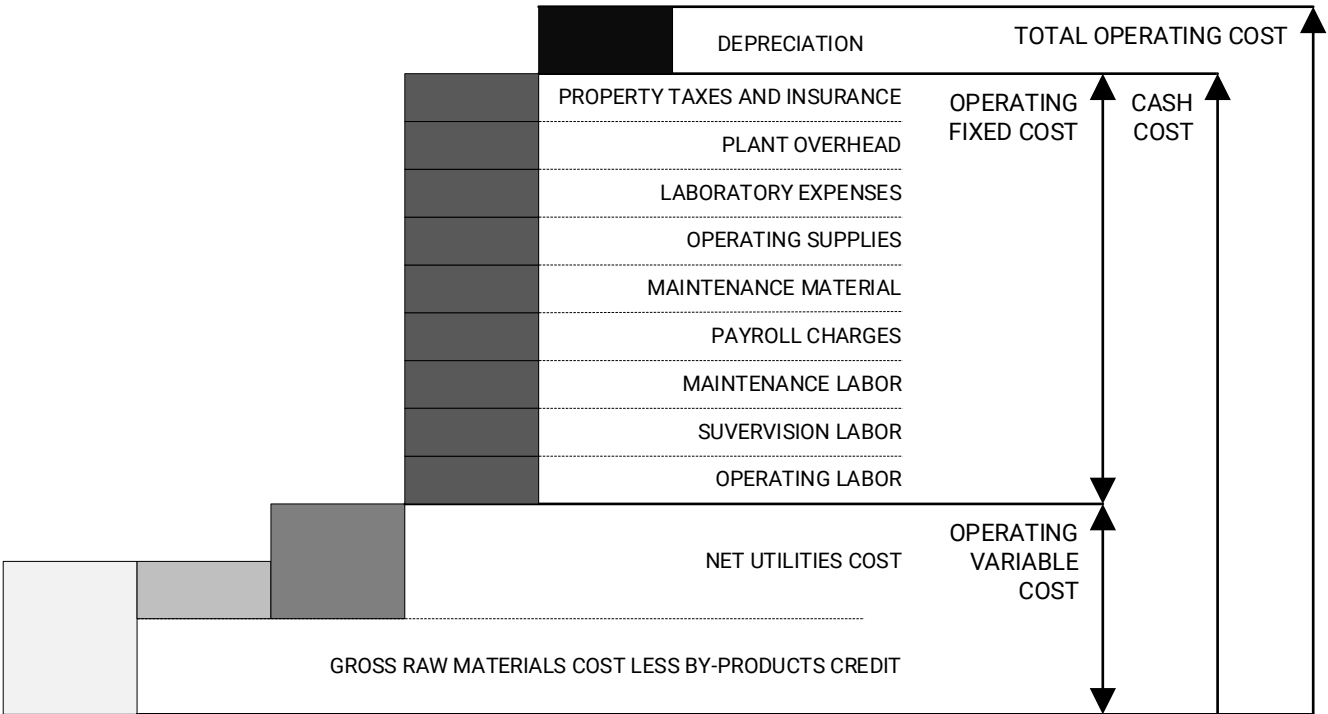 DEPRECIATION
TOTAL OPERATING COST
PROPERTY TAXES AND INSURANCE
OPERATING
FIXED COST
CASH
COST
PLANT OVERHEAD
LABORATORY EXPENSES
OPERATING SUPPLIES
MAINTENANCE MATERIAL
PAYROLL CHARGES
MAINTENANCE LABOR
SUVERVISION LABOR
OPERATING LABOR
NET UTILITIES COST
OPERATING
VARIABLE
COST
GROSS RAW MATERIALS COST LESS BY-PRODUCTS CREDIT